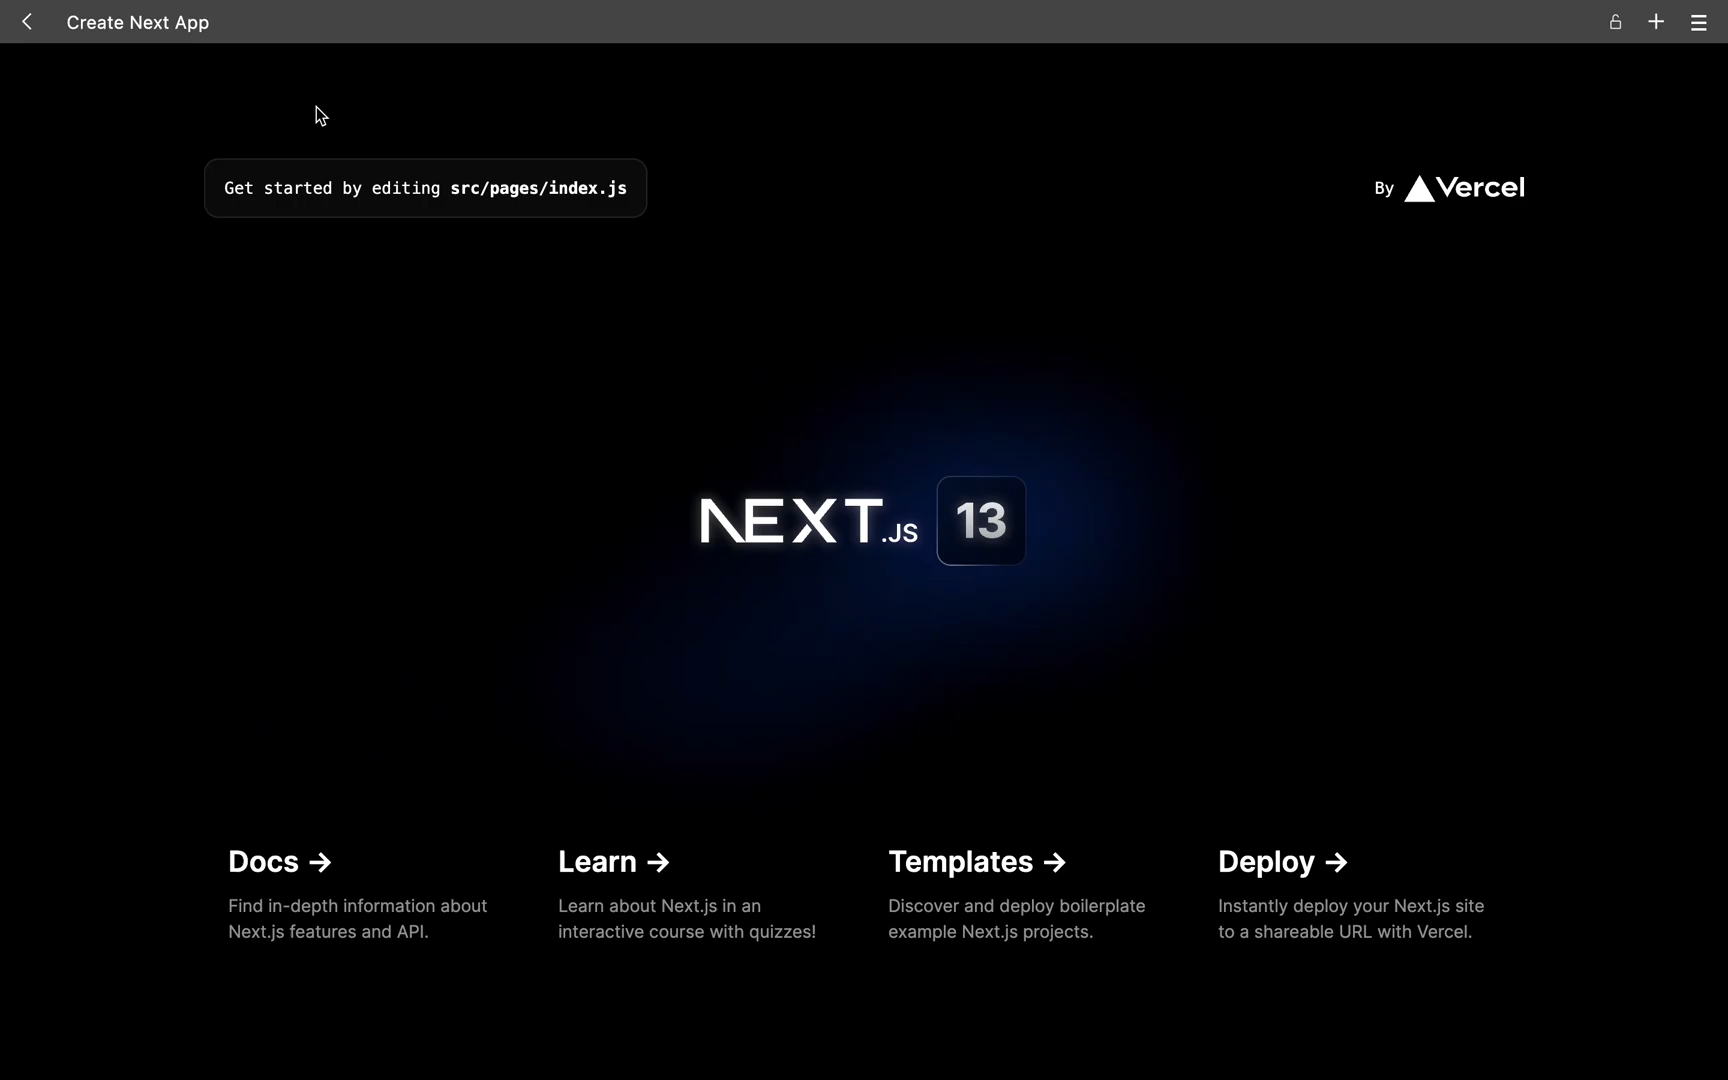 Create Next App
Get started by editing src/pages/index.js
By Vercel
NEXT.JS 13
Docs →
Find in-depth information about
Next.js features and API.
Learn →
Learn about Next.js in an
interactive course with quizzes!
Templates →
Discover and deploy boilerplate
example Next.js projects.
Deploy →
Instantly deploy your Next.js site
to a shareable URL with Vercel.